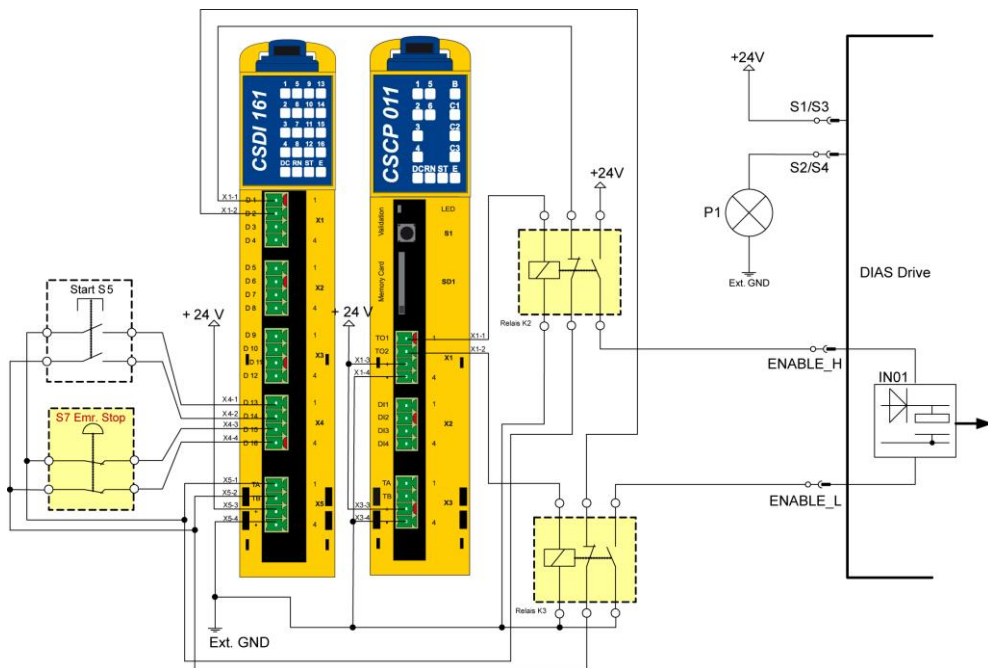 CSDI 161
1 5 9 13
2 6 10 14
3 7 11 15
4 8 12 16
DC RN ST E
CSCP 011
1 5 B
2 6 C1
3 C2
4 C3
DC RN ST E
X1-1
X1-2
D 1
D 2
D 3
D 4
1
X1
4
D 5
D 6
D 7
D 8
1
X2
4
D 9
D 10
D 11
D 12
1
X3
4
D 13
D 14
D 15
D 16
1
X4
4
TA
TB
+
1
X5
4
Start S5
S7 Emr. Stop
+ 24 V
X4-1
X4-2
X4-3
X4-4
X5-1
X5-2
X5-3
X5-4
Ext. GND
Validation
LED
S1
Memory Card
SD1
+ 24 V
TO1
TO2
+
1
X1
4
X1-1
X1-2
X1-3
X1-4
DI1
DI2
DI3
DI4
1
X2
4
TA
TB
1
X3
4
X3-3
X3-4
+24V
Relais K2
Relais K3
+24V
S1/S3
S2/S4
P1
Ext. GND
DIAS Drive
ENABLE_H
IN01
ENABLE_L